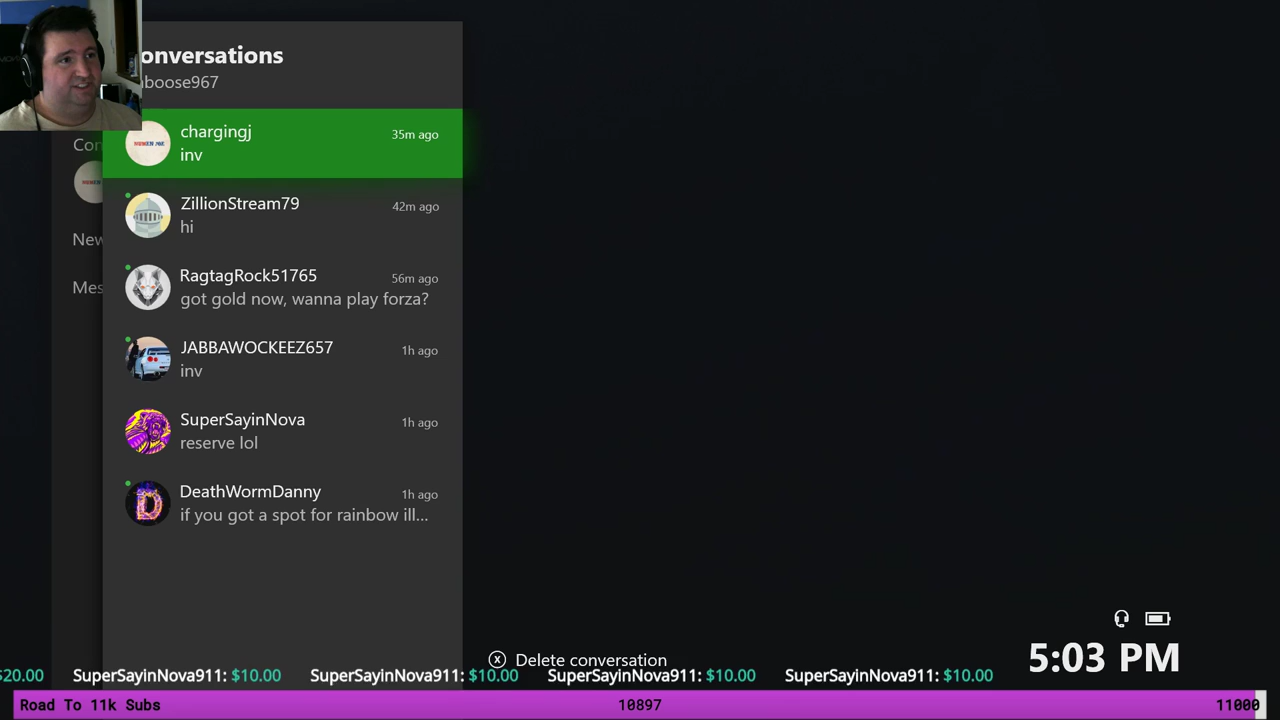 onversations
boose967
chargingj
35m ago
inv
Con
ZillionStream79
42m ago
hi
New
RagtagRock51765
56m ago
got gold now, wanna play forza?
Mes
JABBAWOCKEEZ657
1h ago
inv
SuperSayinNova
1h ago
reserve lol
DeathWormDanny
1h ago
if you got a spot for rainbow ill...
5:03 PM
Delete conversation
$20.00 SuperSayinNova911: $10.00 SuperSayinNova911: $10.00 SuperSayinNova911: $10.00 SuperSayinNova911: $10.00
Road To 11k Subs 10897 11000